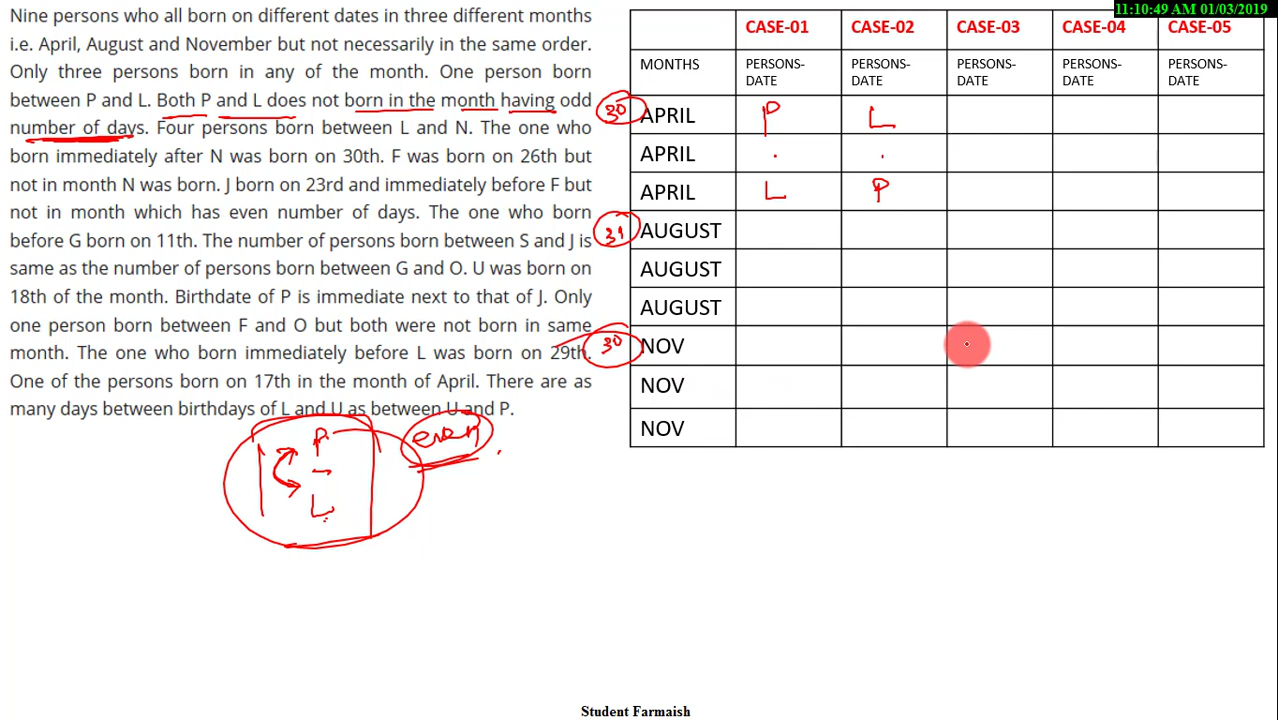 11:10:49 AM 01/03/2019
Nine persons who all born on different dates in three different months
i.e. April, August and November but not necessarily in the same order.
Only three persons born in any of the month. One person born
between P and L. Both P and L does not born in the month having odd
number of days. Four persons born between L and N. The one who
born immediately after N was born on 30th. F was born on 26th but
not in month N was born. J born on 23rd and immediately before F but
not in month which has even number of days. The one who born
before G born on 11th. The number of persons born between S and J is
same as the number of persons born between G and O. U was born on
18th of the month. Birthdate of P is immediate next to that of J. Only
one person born between F and O but both were not born in same
month. The one who born immediately before L was born on 29th.
One of the persons born on 17th in the month of April. There are as
many days between birthdays of L and U as between U and P.
P
L
even
CASE-01 CASE-02 CASE-03 CASE-04 CASE-05
MONTHS PERSONS- PERSONS- PERSONS- PERSONS- PERSONS-
DATE DATE DATE DATE DATE
30 APRIL P L
APRIL
APRIL L P
31 AUGUST
AUGUST
AUGUST
30 NOV
NOV
NOV
Student Farmaish